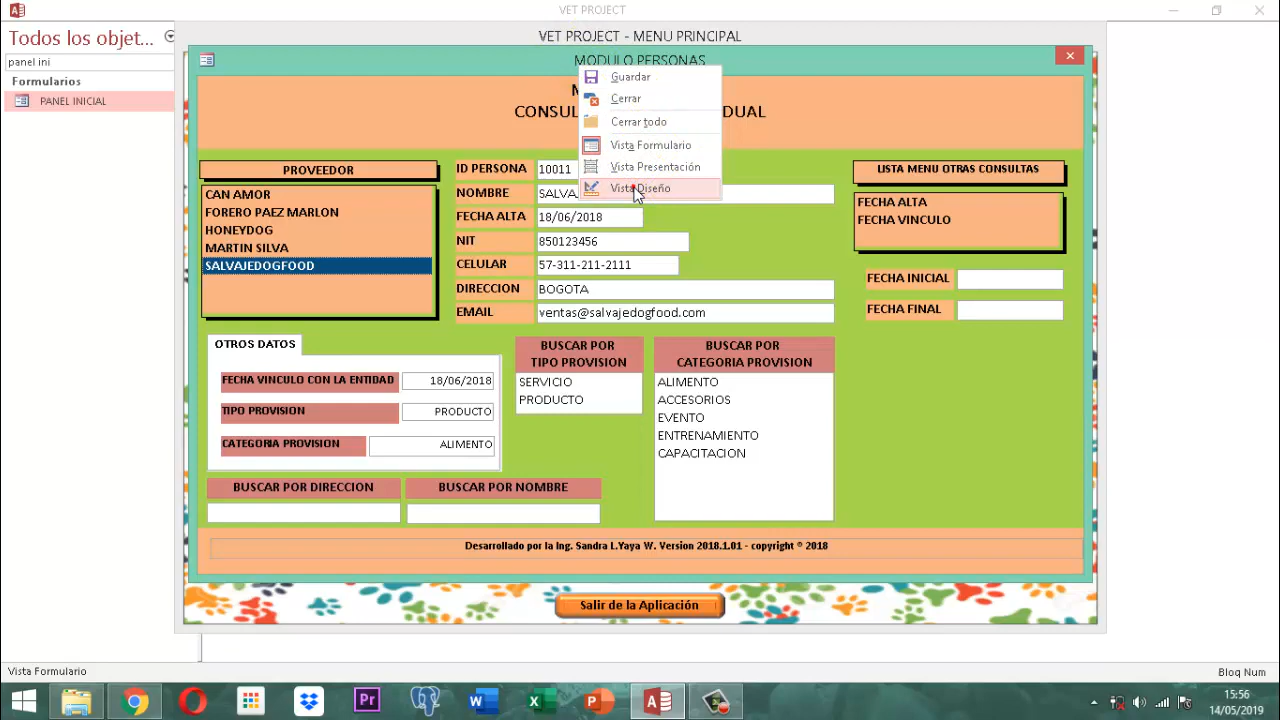 VET PROJECT
Todos los objet...
panel ini
Formularios
PANEL INICIAL
VET PROJECT - MENU PRINCIPAL
MODULO PERSONAS
M
CONSUL
DUAL
Guardar
Cerrar
Cerrar todo
Vista Formulario
Vista Presentación
Vista Diseño
PROVEEDOR
CAN AMOR
FORERO PAEZ MARLON
HONEYDOG
MARTIN SILVA
SALVAJEDOGFOOD
ID PERSONA 10011
NOMBRE SALVA
FECHA ALTA 18/06/2018
NIT 850123456
CELULAR 57-311-211-2111
DIRECCION BOGOTA
EMAIL ventas@salvajedogfood.com
LISTA MENU OTRAS CONSULTAS
FECHA ALTA
FECHA VINCULO
FECHA INICIAL
FECHA FINAL
OTROS DATOS
FECHA VINCULO CON LA ENTIDAD 18/06/2018
TIPO PROVISION PRODUCTO
CATEGORIA PROVISION ALIMENTO
BUSCAR POR
TIPO PROVISION
SERVICIO
PRODUCTO
BUSCAR POR
CATEGORIA PROVISION
ALIMENTO
ACCESORIOS
EVENTO
ENTRENAMIENTO
CAPACITACION
BUSCAR POR DIRECCION
BUSCAR POR NOMBRE
Desarrollado por la Ing. Sandra L.Yaya W. Version 2018.1.01 - copyright ® 2018
Salir de la Aplicación
Vista Formulario
Bloq Num
15:56
14/05/2019